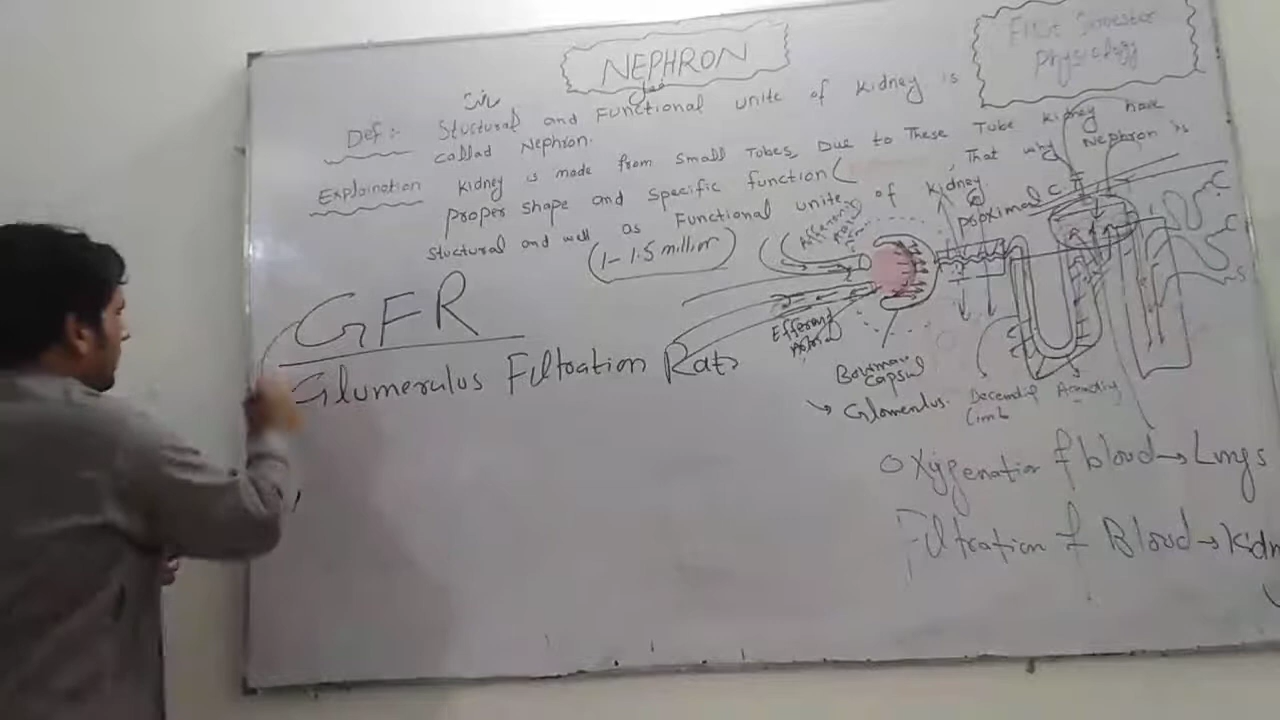 NEPHRON
First Semester
Physiology
Def:- Stuctural and Functional unite of kidney is
callad Nephron.
Explaination kidney is made from small Tubes, Due to These Tube kidney have
proper shape and specific function ( That why Nephron is
stuctural and well as Functional unite of kidney
(1-1.5 million)
GFR
Glumerulus Filtration Rate
proximal C.T
Efferent
Bowman
Capsul
Glomerulus
Decending
Limb
Acending
C
C
S
Oxygenation of blood → Lungs
Filtration of Blood → kidn